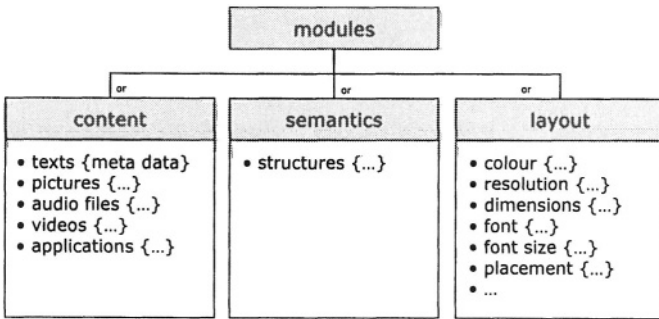 modules
or
or
or
content
• texts {meta data}
• pictures {...}
• audio files {...}
• videos {...}
• applications {...}
semantics
• structures {...}
layout
• colour {...}
• resolution {...}
• dimensions {...}
• font {...}
• font size {...}
• placement {...}
• ...